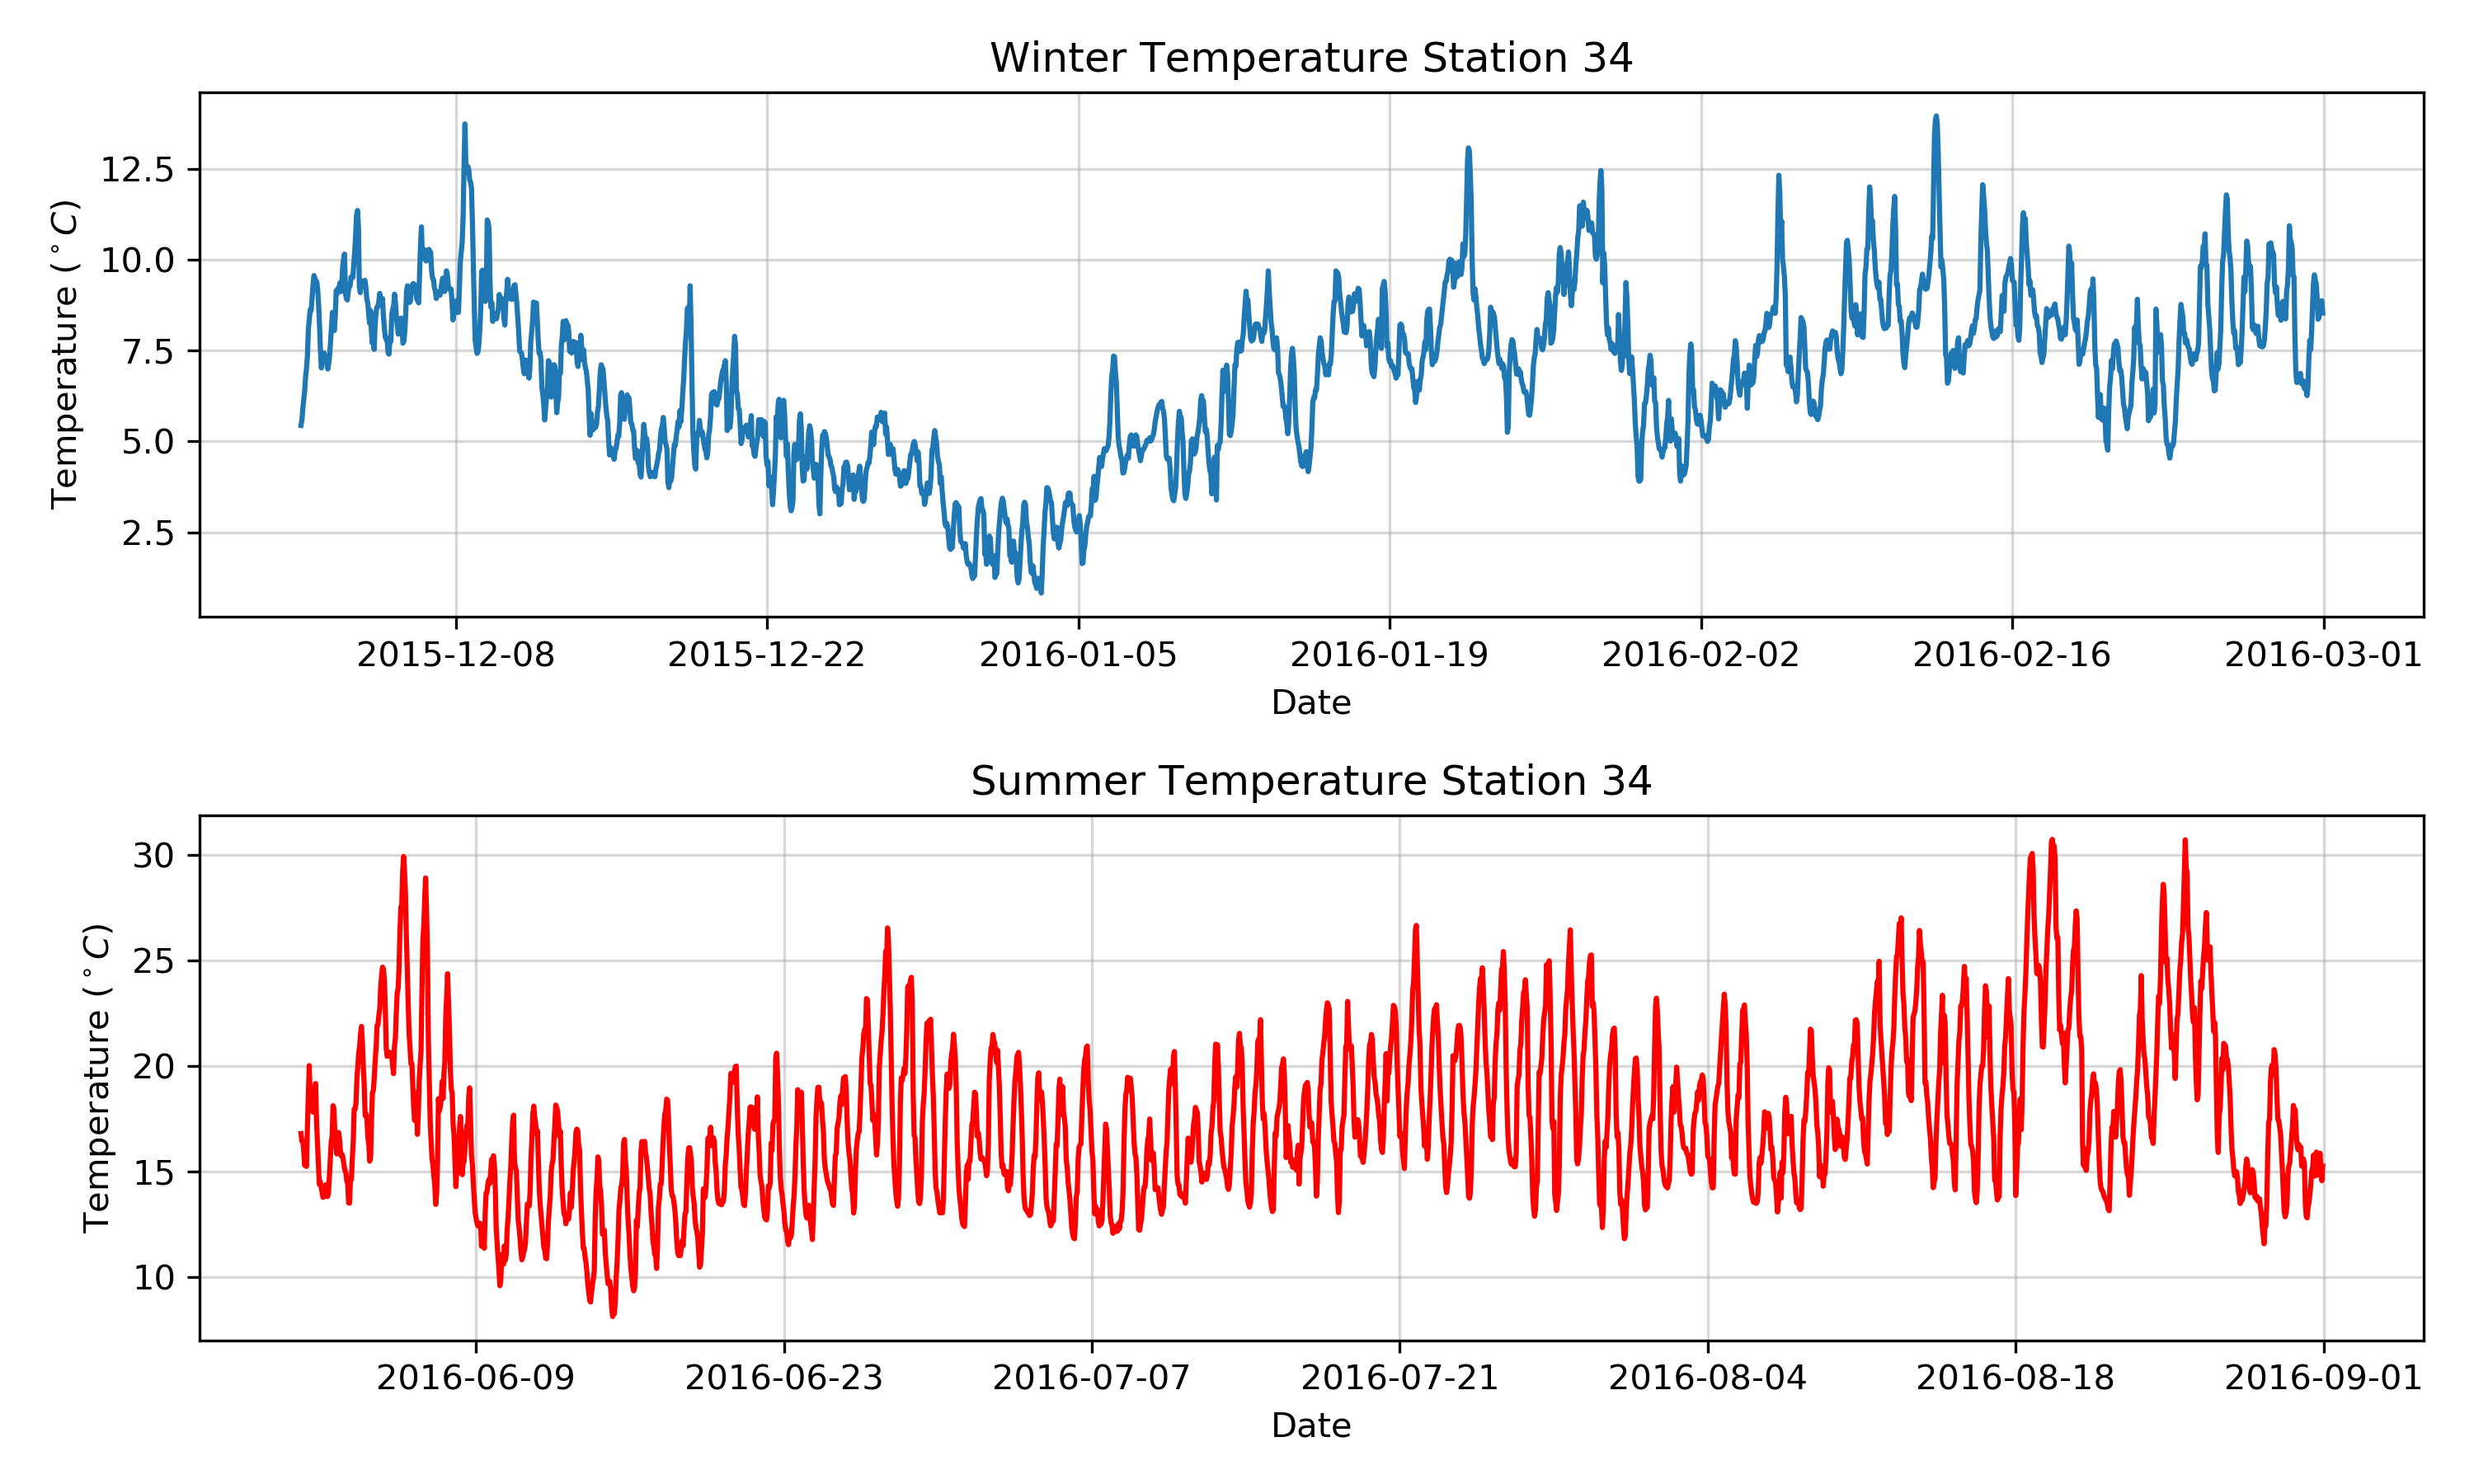 Winter Temperature Station 34
Temperature (°C)
12.5
10.0
7.5
5.0
2.5
2015-12-08 2015-12-22 2016-01-05 2016-01-19 2016-02-02 2016-02-16 2016-03-01
Date
Summer Temperature Station 34
Temperature (°C)
30
25
20
15
10
2016-06-09 2016-06-23 2016-07-07 2016-07-21 2016-08-04 2016-08-18 2016-09-01
Date